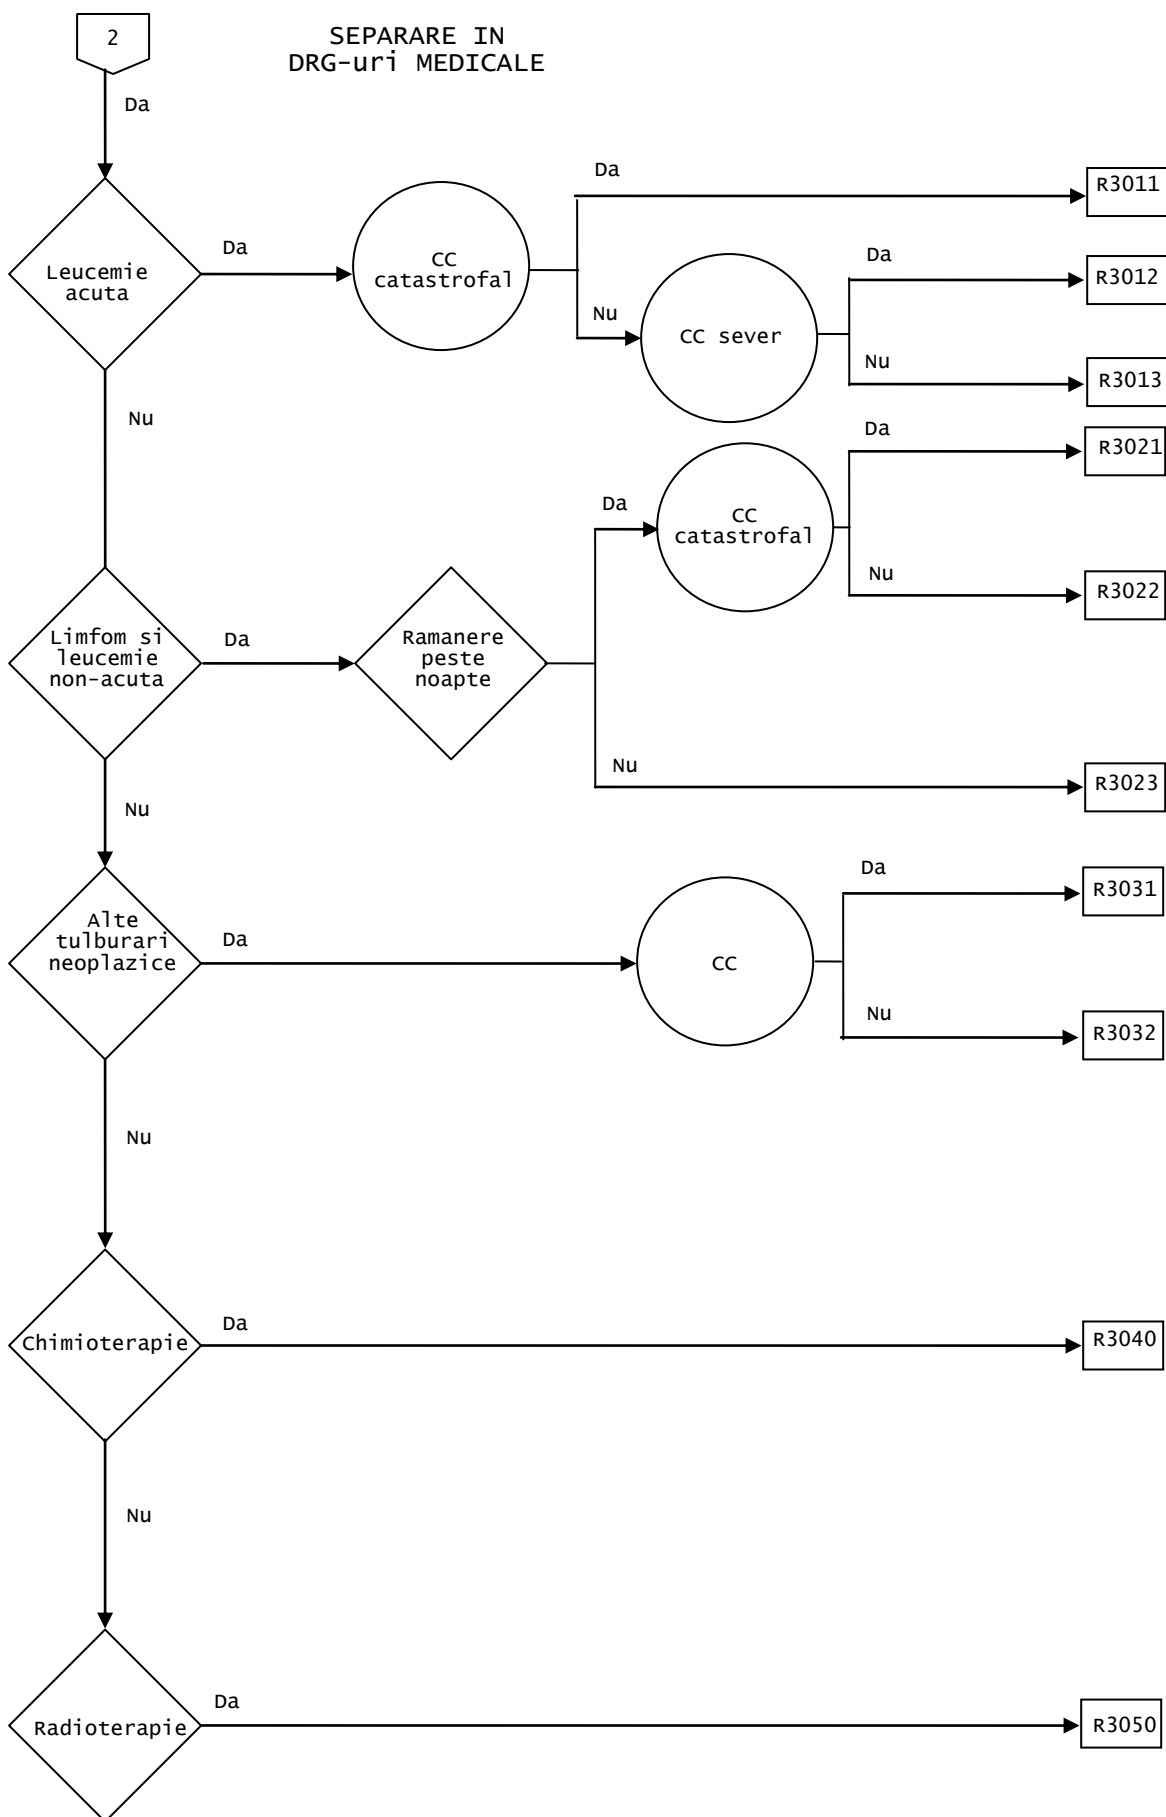 2
SEPARARE IN
DRG-uri MEDICALE
Da
Da
R3011
Leucemie
acuta
Da
CC
catastrofal
Da
R3012
Nu
CC sever
Nu
R3013
Nu
Da
R3021
Da
CC
catastrofal
Nu
R3022
Limfom si
leucemie
non-acuta
Da
Ramanere
peste
noapte
Nu
R3023
Nu
Da
R3031
Alte
tulburari
neoplazice
Da
CC
Nu
R3032
Nu
Chimioterapie
Da
R3040
Nu
Radioterapie
Da
R3050